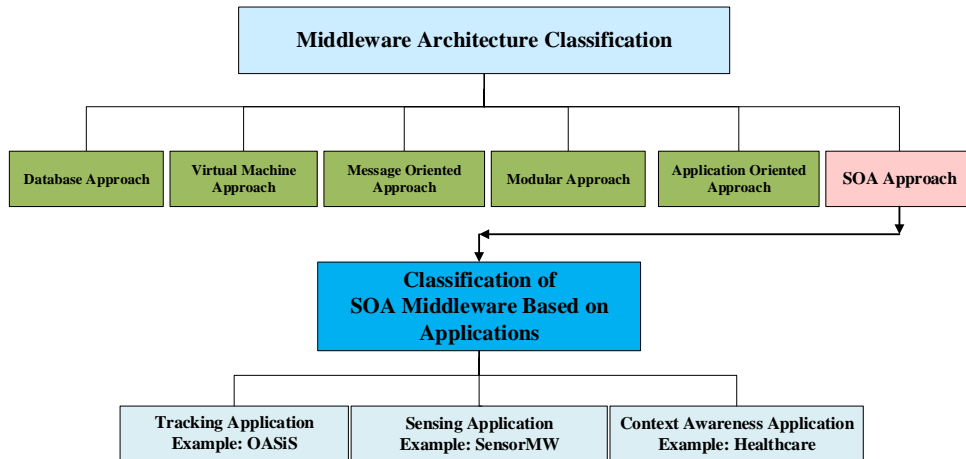 Middleware Architecture Classification
Database Approach
Virtual Machine
Approach
Message Oriented
Approach
Modular Approach
Application Oriented
Approach
SOA Approach
Classification of
SOA Middleware Based on
Applications
Tracking Application
Example: OASiS
Sensing Application
Example: SensorMW
Context Awareness Application
Example: Healthcare